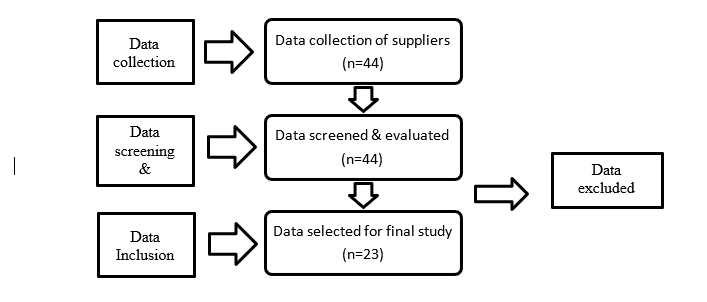 Data
collection
Data collection of suppliers
(n=44)
Data
screening
&
Data screened & evaluated
(n=44)
Data
excluded
Data
Inclusion
Data selected for final study
(n=23)